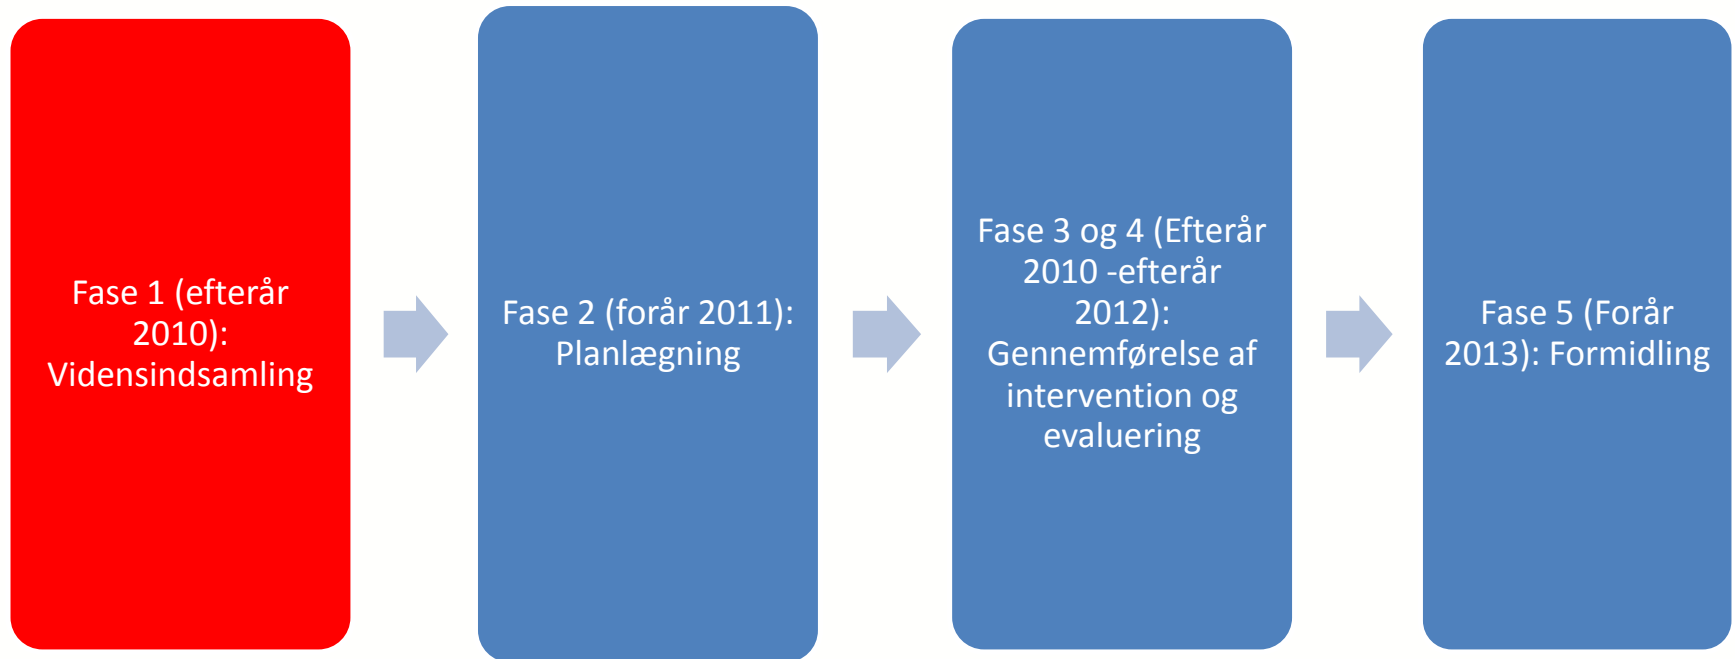 Fase 1 (efterår
2010):
Vidensindsamling
Fase 2 (forår 2011):
Planlægning
Fase 3 og 4 (Efterår
2010 -efterår
2012):
Gennemførelse af
intervention og
evaluering
Fase 5 (Forår
2013): Formidling